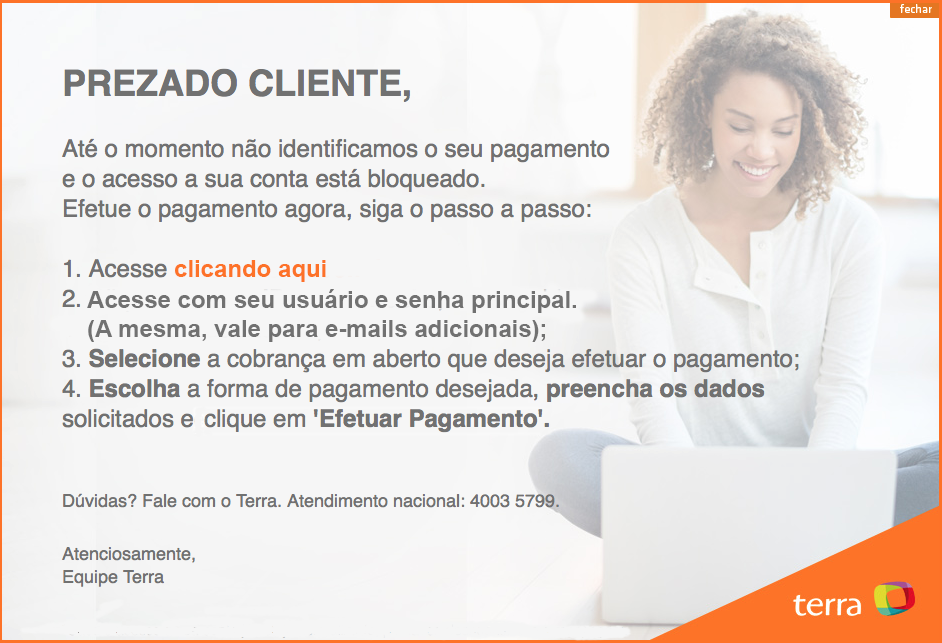 fechar
PREZADO CLIENTE,
Até o momento não identificamos o seu pagamento
e o acesso a sua conta está bloqueado.
Efetue o pagamento agora, siga o passo a passo:
1. Acesse clicando aqui
2. Acesse com seu usuário e senha principal.
(A mesma, vale para e-mails adicionais);
3. Selecione a cobrança em aberto que deseja efetuar o pagamento;
4. Escolha a forma de pagamento desejada, preencha os dados
solicitados e clique em 'Efetuar Pagamento'.
Dúvidas? Fale com o Terra. Atendimento nacional: 4003 5799.
Atenciosamente,
Equipe Terra
terra